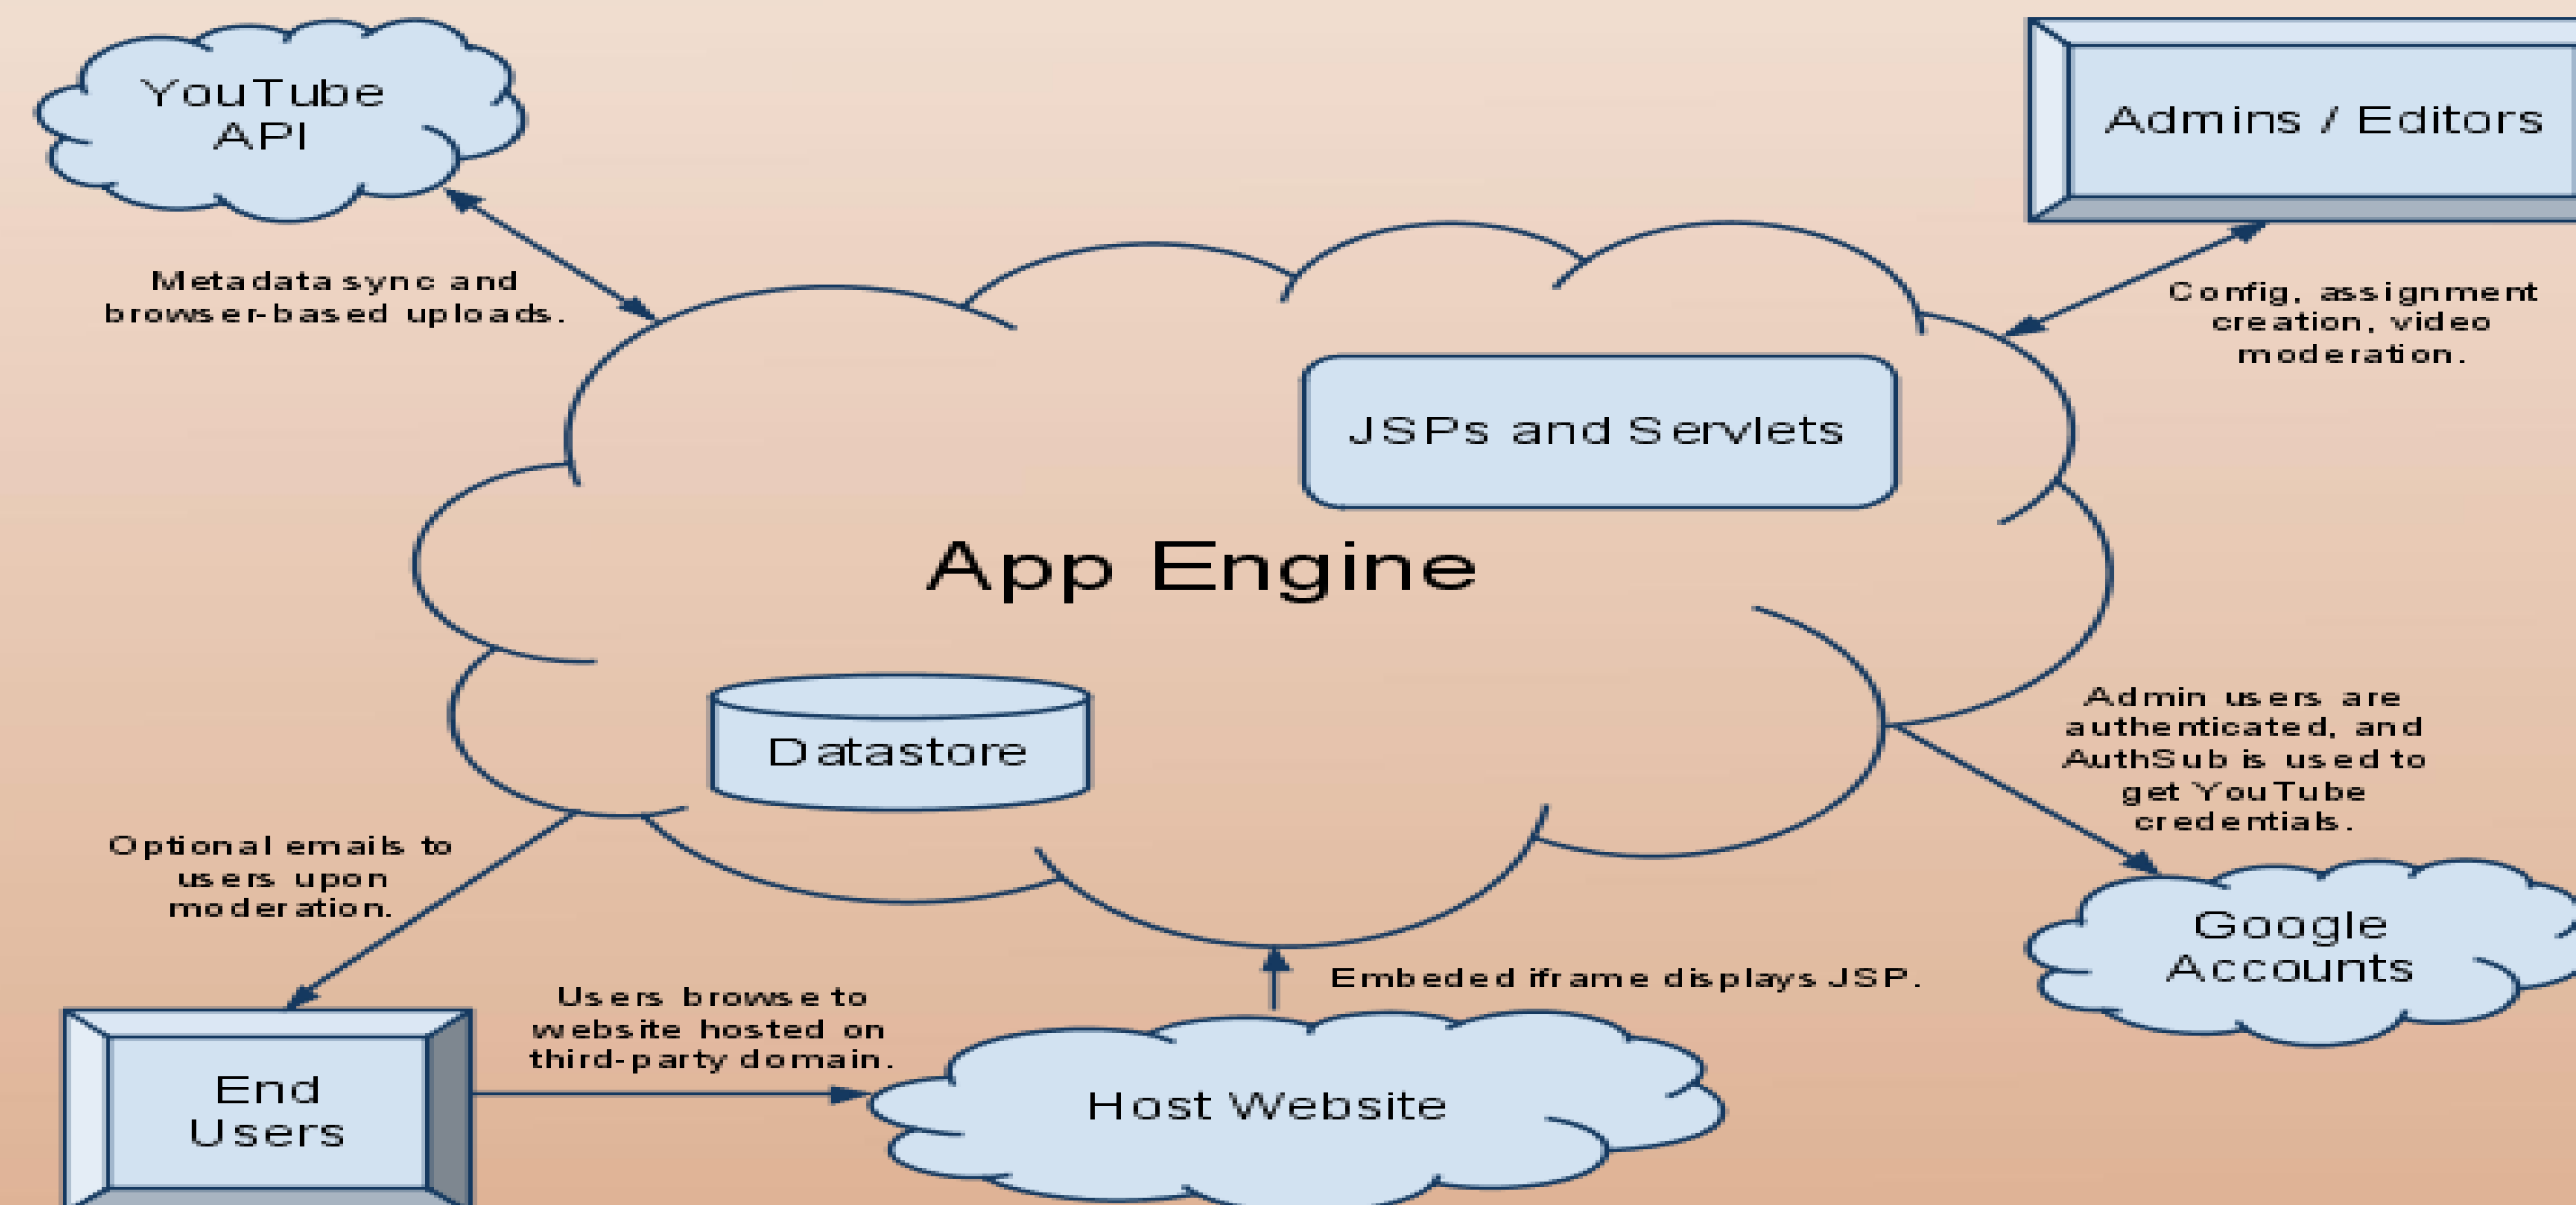 YouTube
API
Admins / Editors
Metadata sync and
browser-based uploads.
Config, assignment
creation, video
moderation.
JSPs and Servlets
App Engine
Datastore
Admin users are
authenticated, and
AuthSub is used to
get YouTube
credentials.
Optional emails to
users upon
moderation.
Google
Accounts
Users browse to
website hosted on
third-party domain.
Embeded iframe displays JSP.
End
Users
Host Website